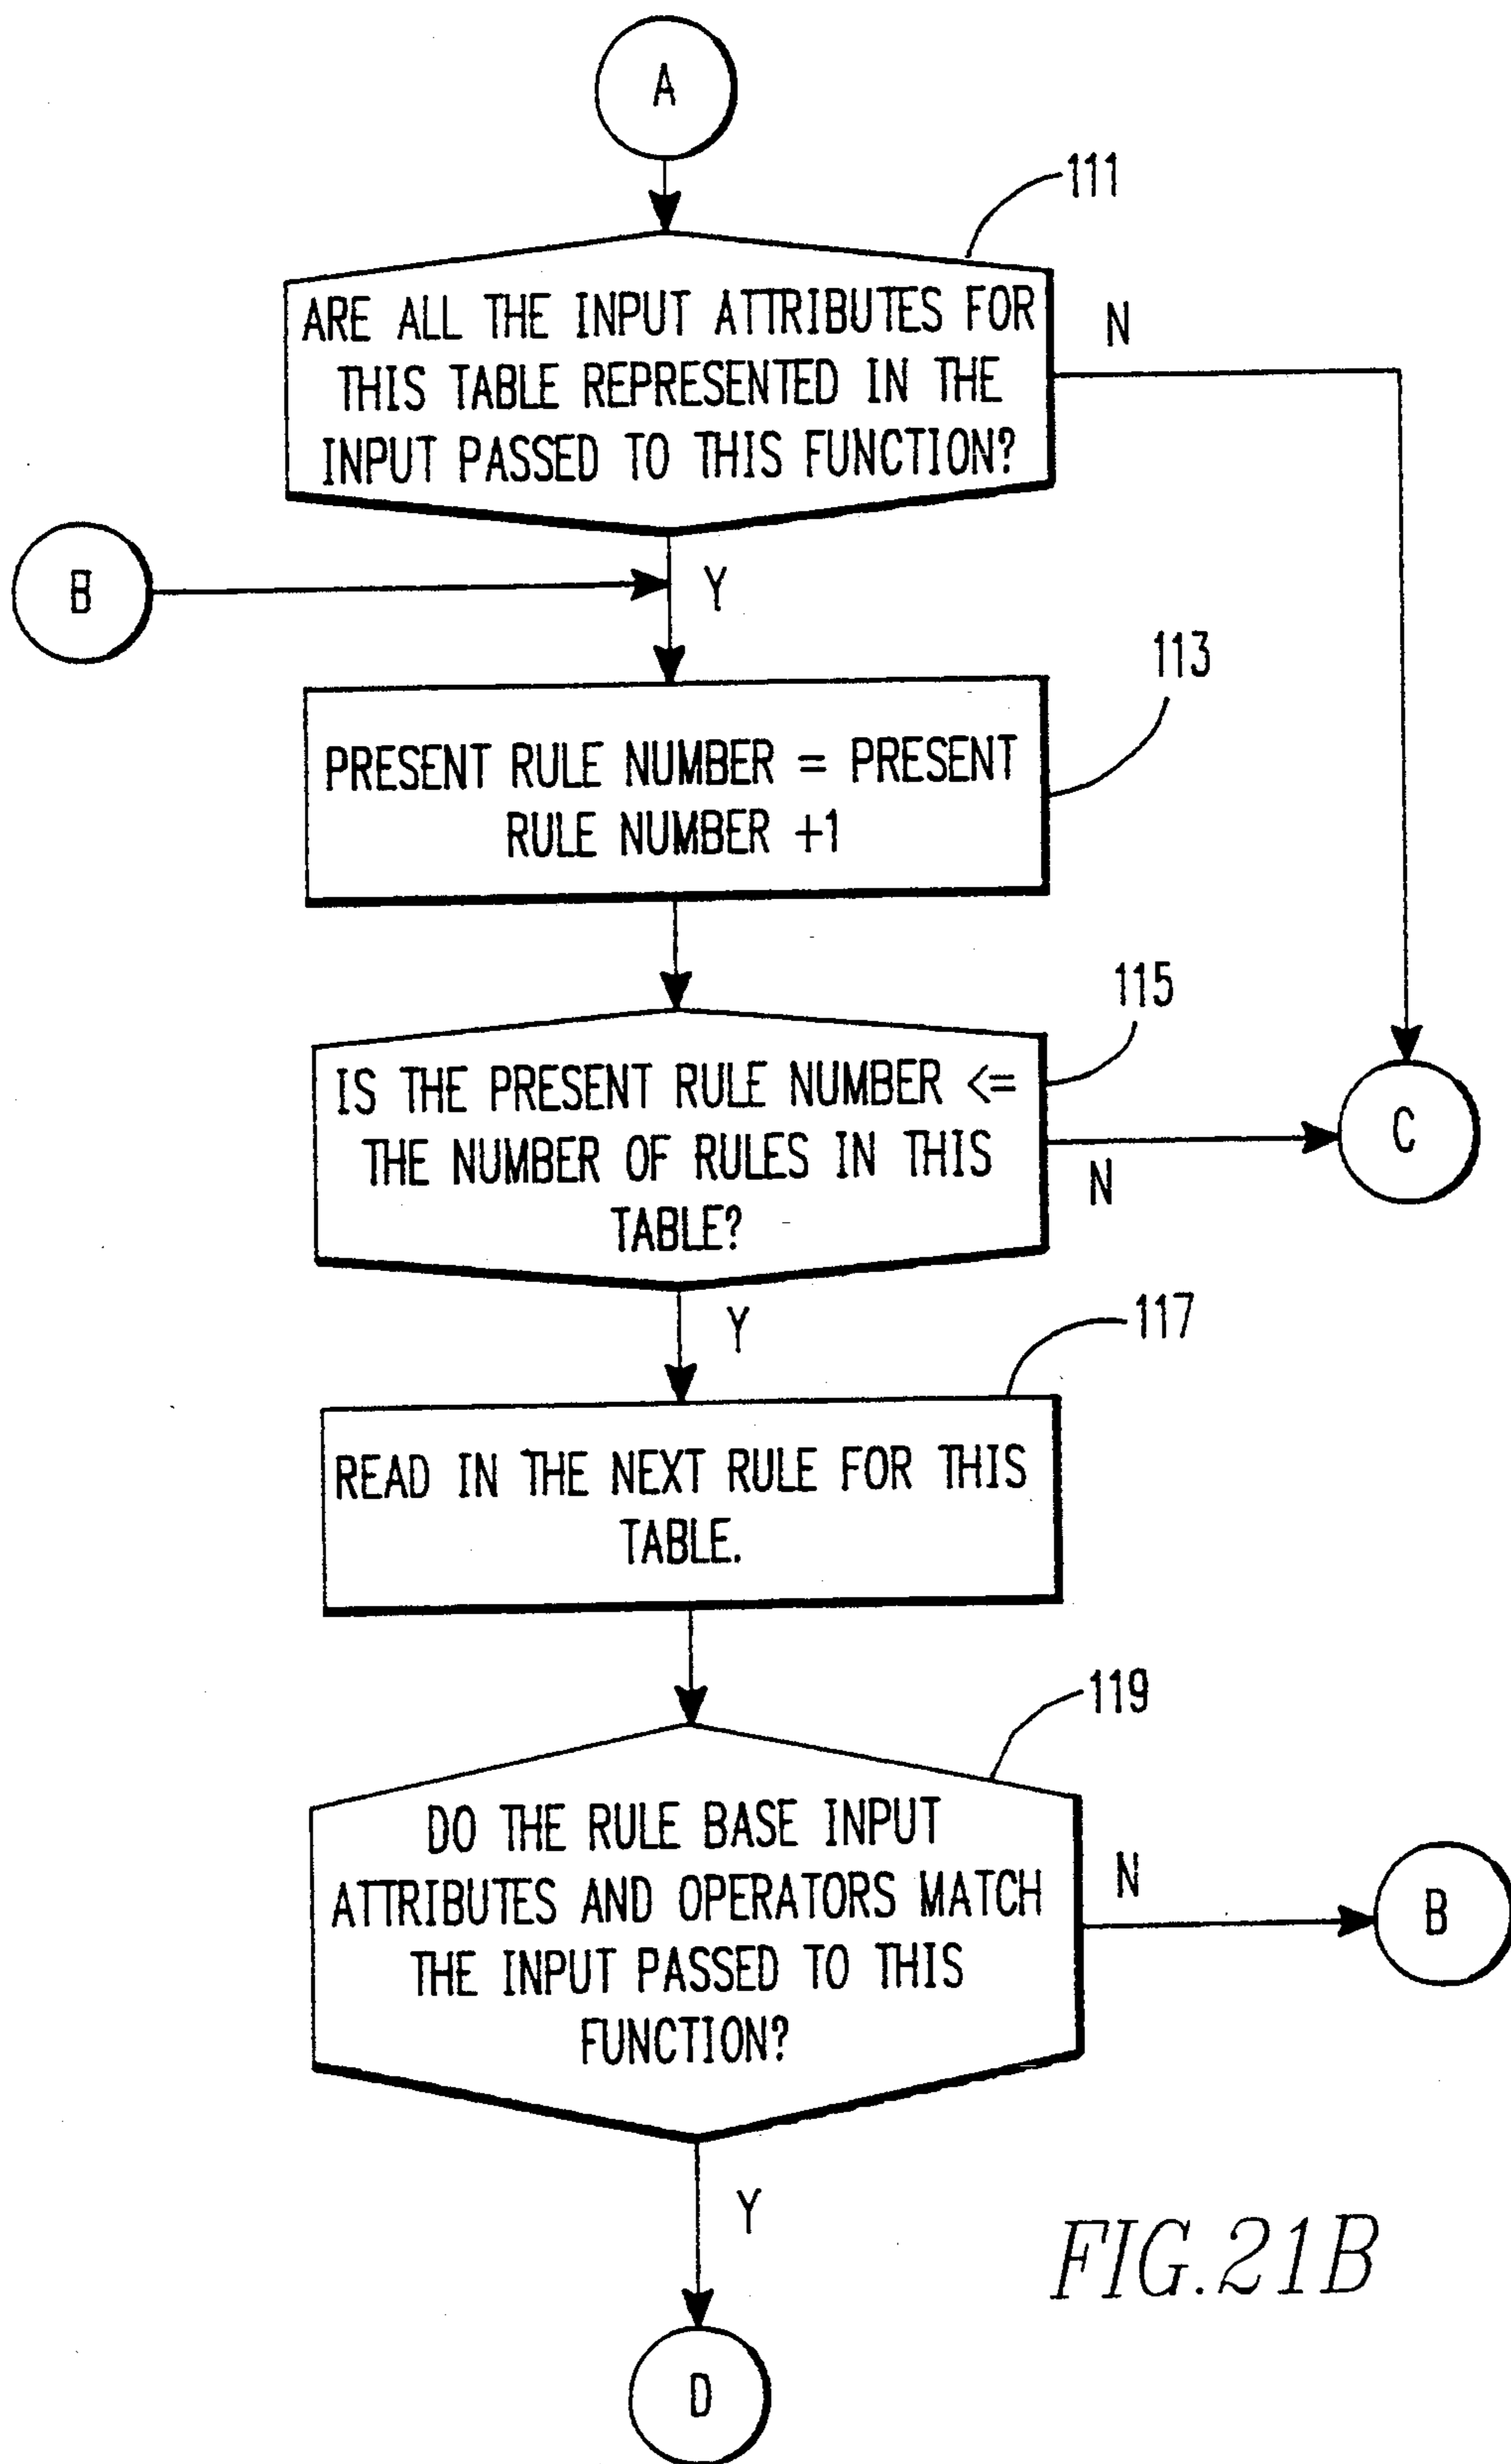 A
111
ARE ALL THE INPUT ATTRIBUTES FOR
THIS TABLE REPRESENTED IN THE
INPUT PASSED TO THIS FUNCTION?
N
B
Y
113
PRESENT RULE NUMBER = PRESENT
RULE NUMBER +1
115
IS THE PRESENT RULE NUMBER <=
THE NUMBER OF RULES IN THIS
TABLE?
N
C
Y
117
READ IN THE NEXT RULE FOR THIS
TABLE.
119
DO THE RULE BASE INPUT
ATTRIBUTES AND OPERATORS MATCH
THE INPUT PASSED TO THIS
FUNCTION?
N
B
Y
FIG.21B
D